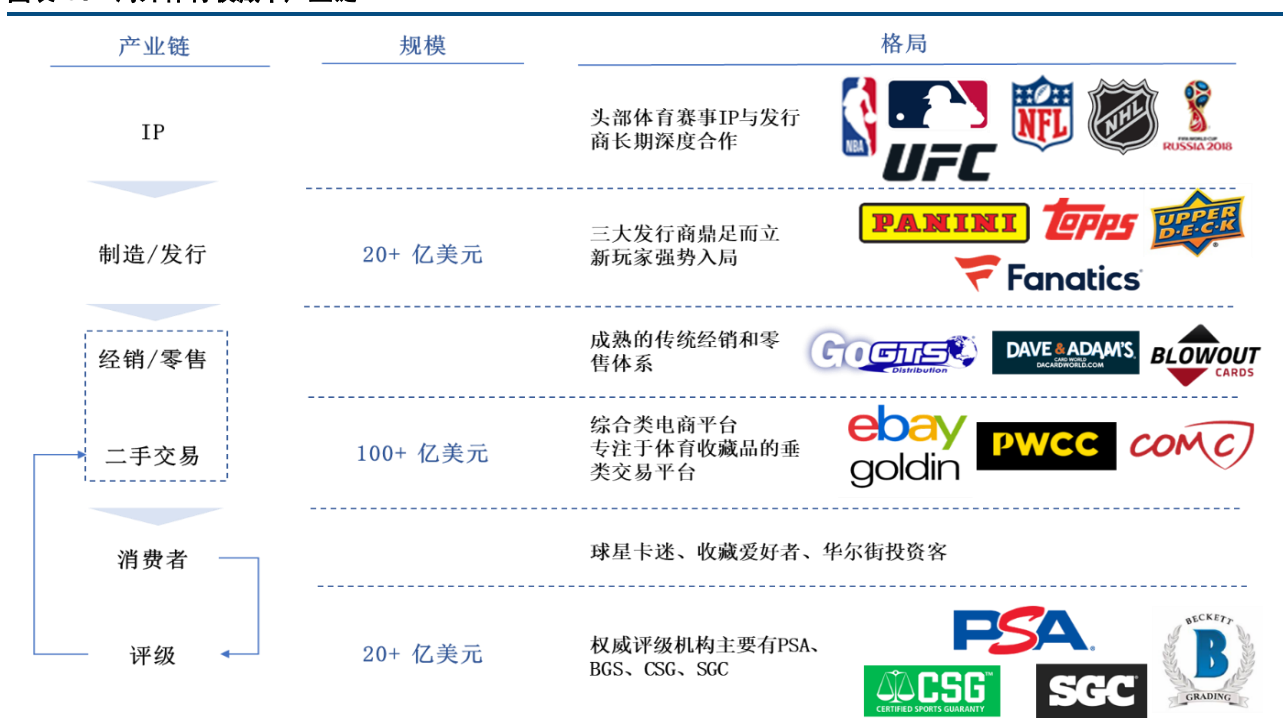 产业链 规模 格局
IP
头部体育赛事IP与发行
商长期深度合作
NBA
UFC
NFL
NHL
FIFA WORLD CUP
RUSSIA 2018
制造/发行
20+ 亿美元
三大发行商鼎足而立
新玩家强势入局
PANINI
TOPPS
UPPER
D·E·C·K
Fanatics
经销/零售
成熟的传统经销和零
售体系
GOGTS
Distribution
DAVE & ADAM'S
CARD WORLD
DACARDWORLD.COM
BLOWOUT
CARDS
二手交易
100+ 亿美元
综合类电商平台
专注于体育收藏品的垂
类交易平台
ebay
goldin
PWCC
COMC
消费者
球星卡迷、收藏爱好者、华尔街投资客
评级
20+ 亿美元
权威评级机构主要有PSA、
BGS、CSG、SGC
PSA
CSG™
CERTIFIED SPORTS GUARANTY
SGC
BECKETT
B
GRADING